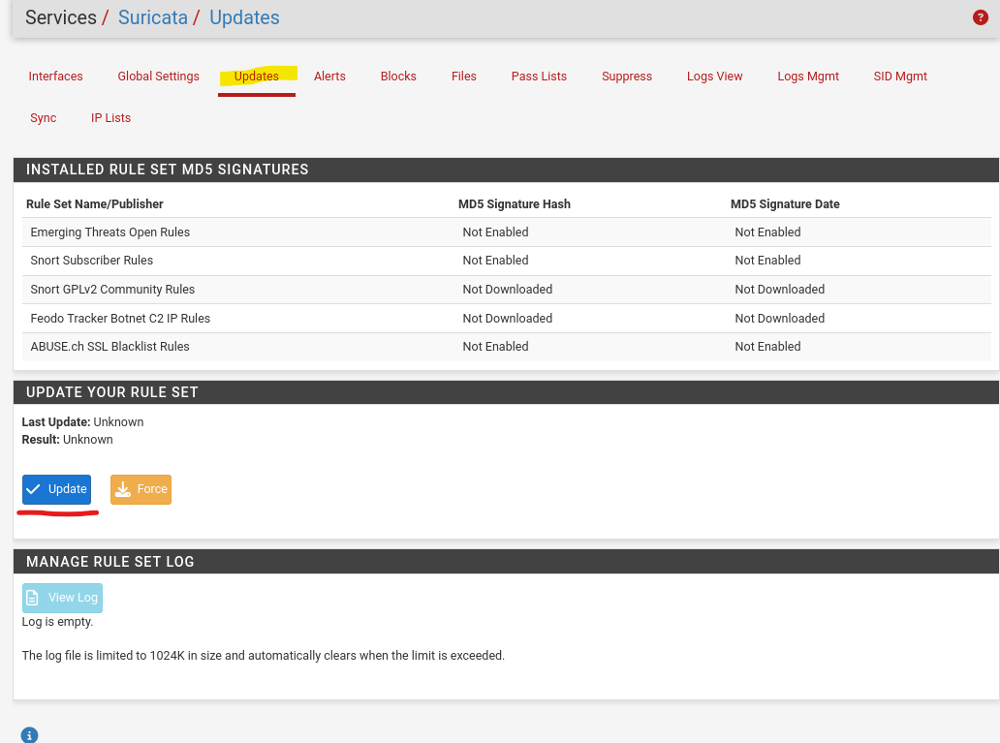 Services / Suricata / Updates
?
Interfaces Global Settings Updates Alerts Blocks Files Pass Lists Suppress Logs View Logs Mgmt SID Mgmt
Sync IP Lists
INSTALLED RULE SET MD5 SIGNATURES
Rule Set Name/Publisher MD5 Signature Hash MD5 Signature Date
Emerging Threats Open Rules Not Enabled Not Enabled
Snort Subscriber Rules Not Enabled Not Enabled
Snort GPLv2 Community Rules Not Downloaded Not Downloaded
Feodo Tracker Botnet C2 IP Rules Not Downloaded Not Downloaded
ABUSE.ch SSL Blacklist Rules Not Enabled Not Enabled
UPDATE YOUR RULE SET
Last Update: Unknown
Result: Unknown
Update Force
MANAGE RULE SET LOG
View Log
Log is empty.
The log file is limited to 1024K in size and automatically clears when the limit is exceeded.
i